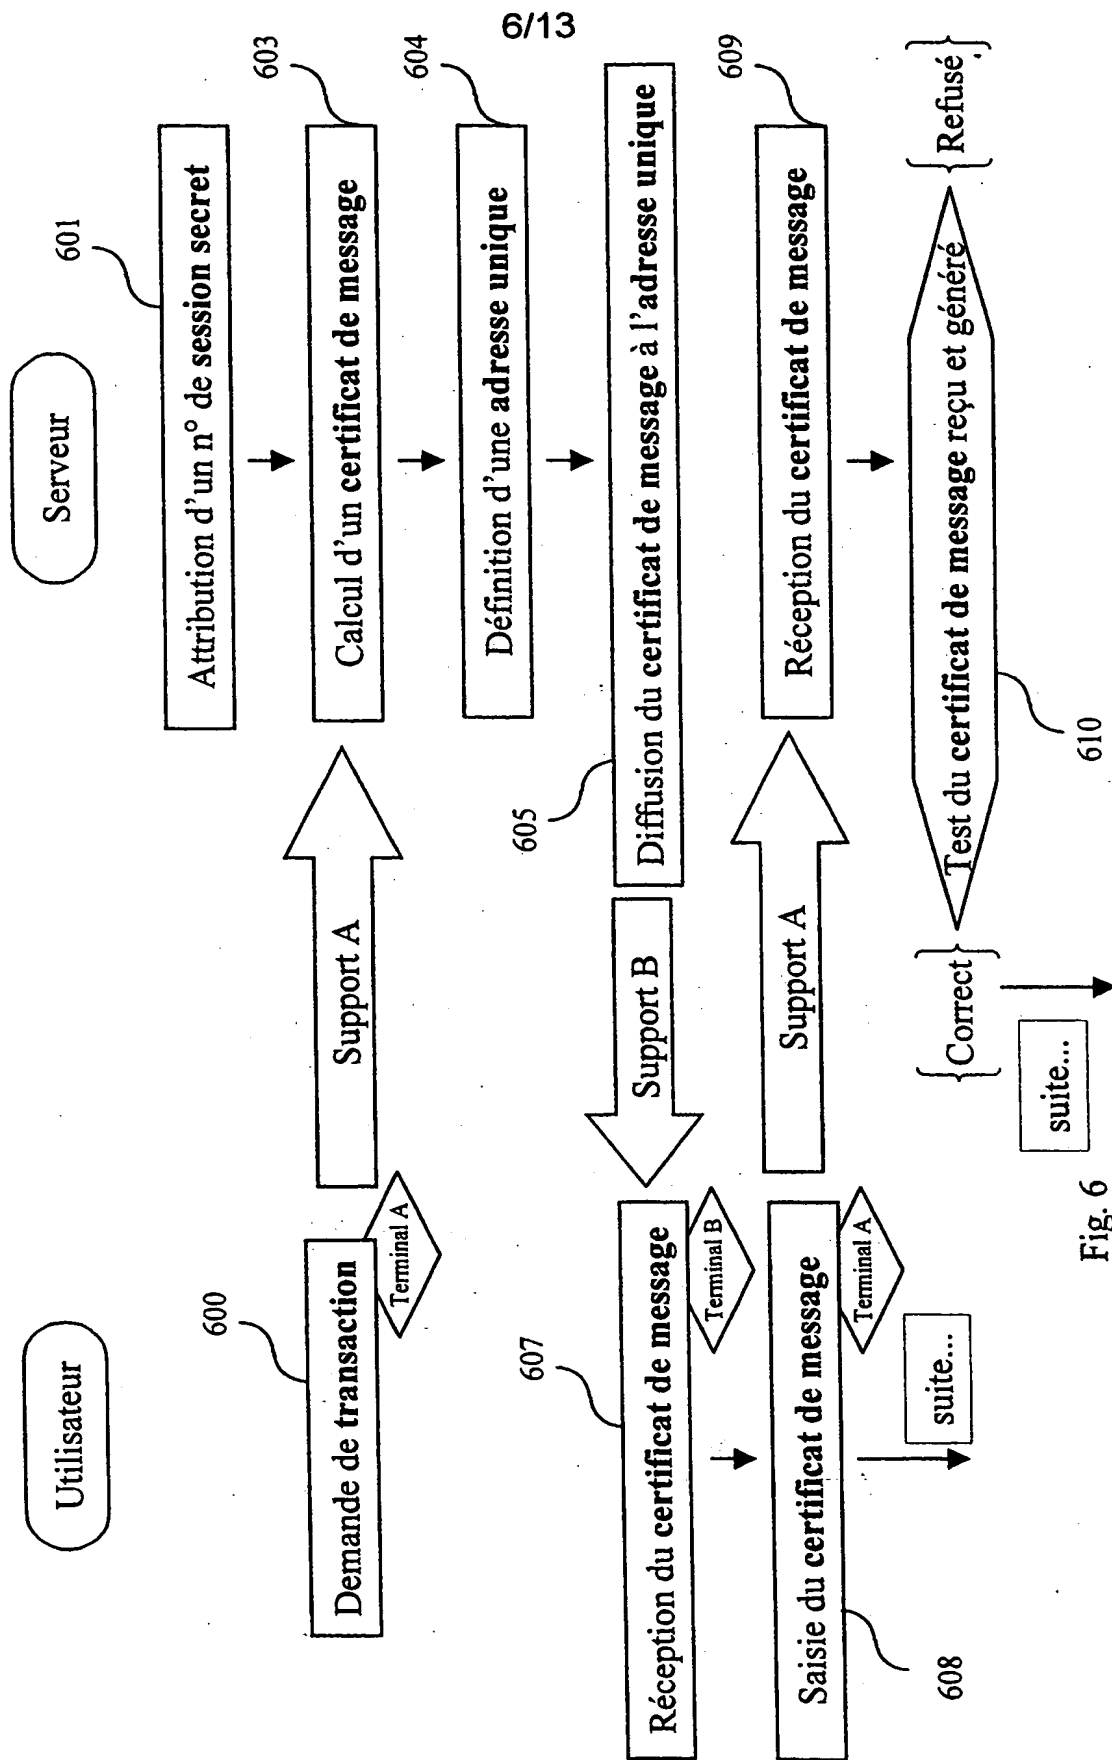 6/13
Utilisateur
Serveur
601
Attribution d'un n° de session secret
600
Demande de transaction
Terminal A
Support A
603
Calcul d'un certificat de message
604
Définition d'une adresse unique
605
Diffusion du certificat de message à l'adresse unique
Support B
607
Réception du certificat de message
Terminal B
608
Saisie du certificat de message
Terminal A
Support A
609
Réception du certificat de message
610
Test du certificat de message reçu et généré
Correct
Refusé
suite...
suite...
Fig. 6